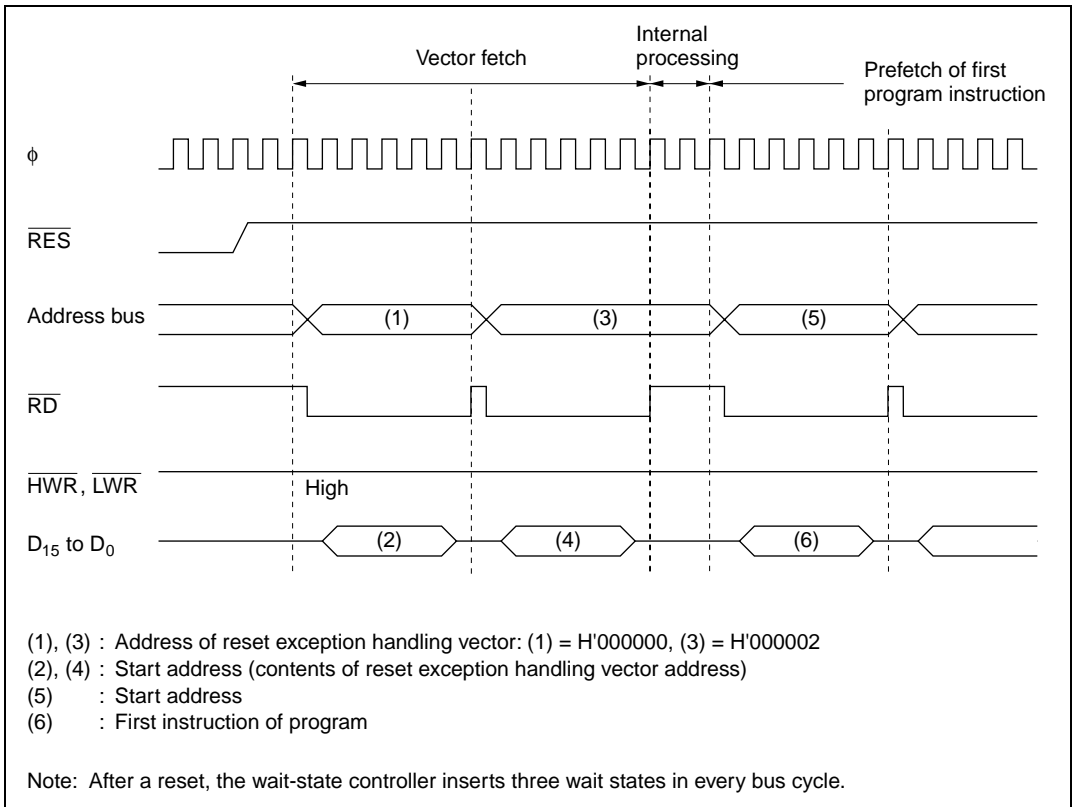 Vector fetch
Internal
processing
Prefetch of first
program instruction
φ
RES
Address bus
(1)
(3)
(5)
RD
HWR, LWR
High
D15 to D0
(2)
(4)
(6)
(1), (3) : Address of reset exception handling vector: (1) = H'000000, (3) = H'000002
(2), (4) : Start address (contents of reset exception handling vector address)
(5) : Start address
(6) : First instruction of program
Note: After a reset, the wait-state controller inserts three wait states in every bus cycle.